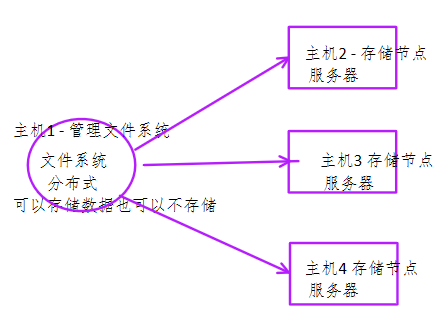 主机1 - 管理文件系统
文件系统
分布式
可以存储数据也可以不存储
主机2 - 存储节点
服务器
主机3 存储节点
服务器
主机4 存储节点
服务器